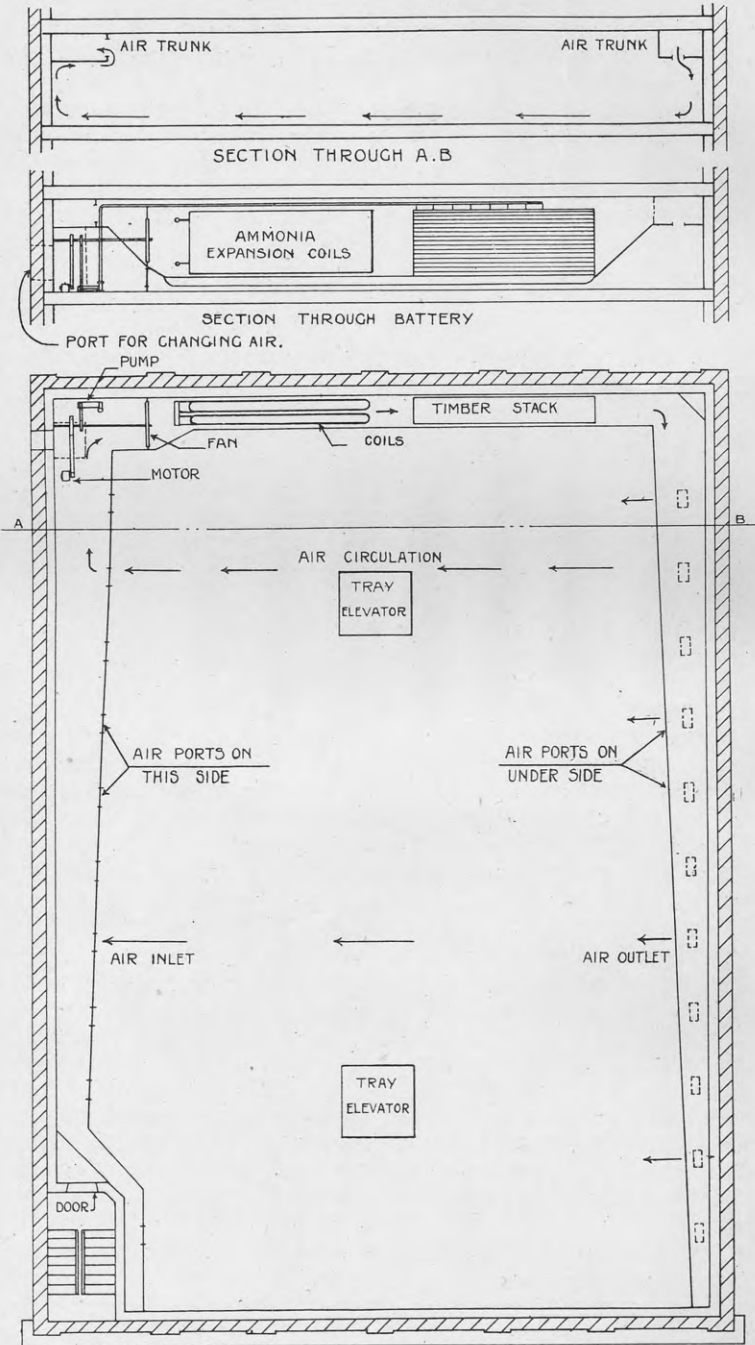 AIR TRUNK
AIR TRUNK
SECTION THROUGH A.B
AMMONIA
EXPANSION COILS
SECTION THROUGH BATTERY
PORT FOR CHANGING AIR.
PUMP
TIMBER STACK
FAN
COILS
MOTOR
A
B
AIR CIRCULATION
TRAY
ELEVATOR
AIR PORTS ON
THIS SIDE
AIR PORTS ON
UNDER SIDE
AIR INLET
AIR OUTLET
TRAY
ELEVATOR
DOOR